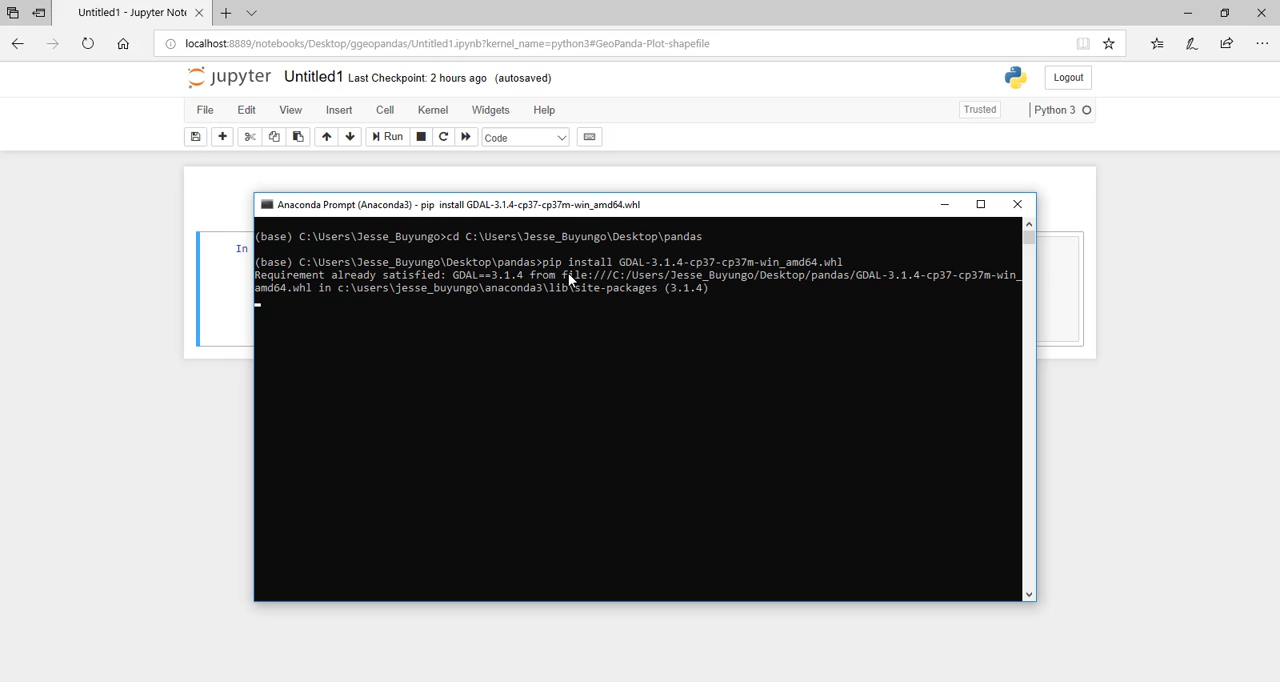 Untitled1 - Jupyter Note
localhost:8889/notebooks/Desktop/ggeopandas/Untitled1.ipynb?kernel_name=python3#GeoPanda-Plot-shapefile
jupyter Untitled1 Last Checkpoint: 2 hours ago (autosaved)
Logout
File Edit View Insert Cell Kernel Widgets Help
Trusted
Python 3
Run
Code
Anaconda Prompt (Anaconda3) - pip install GDAL-3.1.4-cp37-cp37m-win_amd64.whl
(base) C:\Users\Jesse_Buyungo>cd C:\Users\Jesse_Buyungo\Desktop\pandas
In
(base) C:\Users\Jesse_Buyungo\Desktop\pandas>pip install GDAL-3.1.4-cp37-cp37m-win_amd64.whl
Requirement already satisfied: GDAL==3.1.4 from file:///C:/Users/Jesse_Buyungo/Desktop/pandas/GDAL-3.1.4-cp37-cp37m-win_
amd64.whl in c:\users\jesse_buyungo\anaconda3\lib\site-packages (3.1.4)